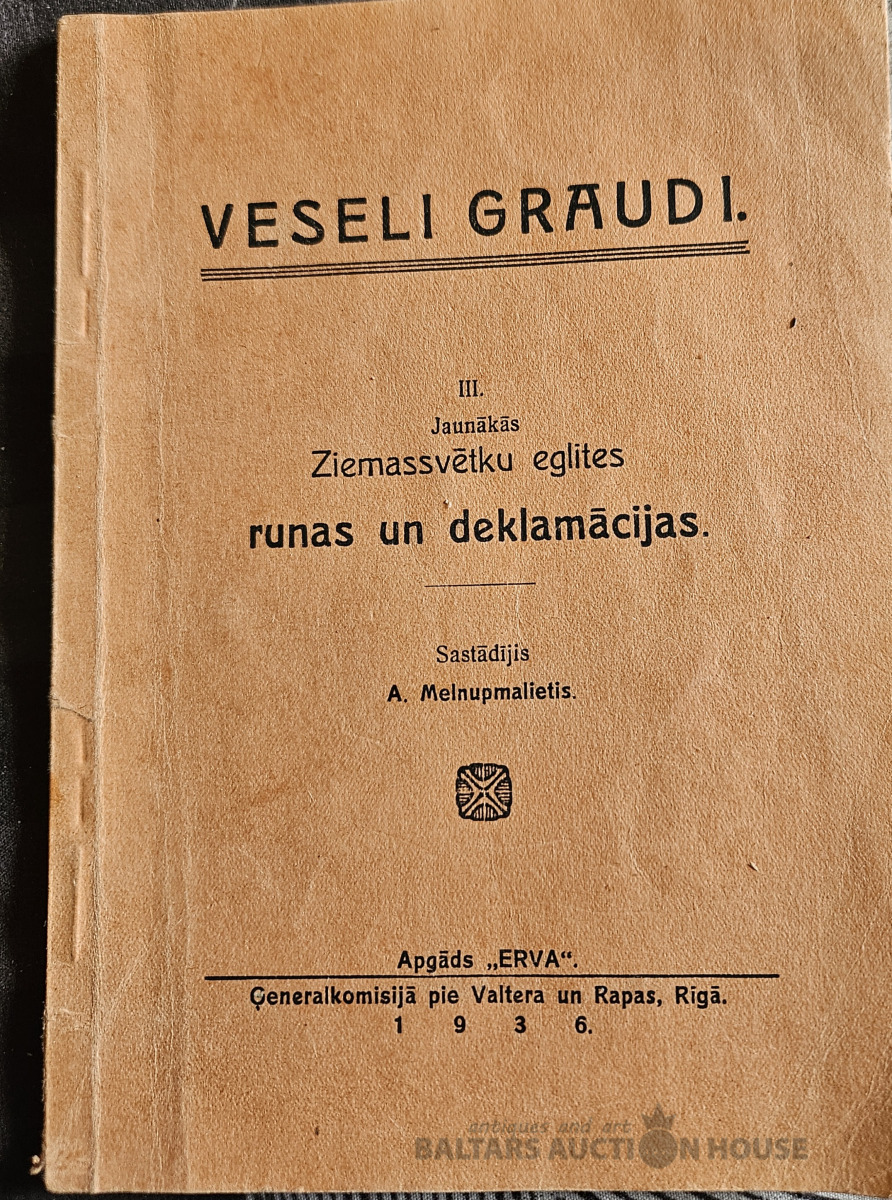 VESELI GRAUDI.
III.
Jaunākās
Ziemassvētku eglītes
runas un deklamācijas.
Sastādījis
A. Melnupmalietis.
Apgāds „ERVA“.
Ģeneralkomisijā pie Valtera un Rapas, Rīgā.
1 9 3 6.
antiques and art
BALTARS AUCTION HOUSE